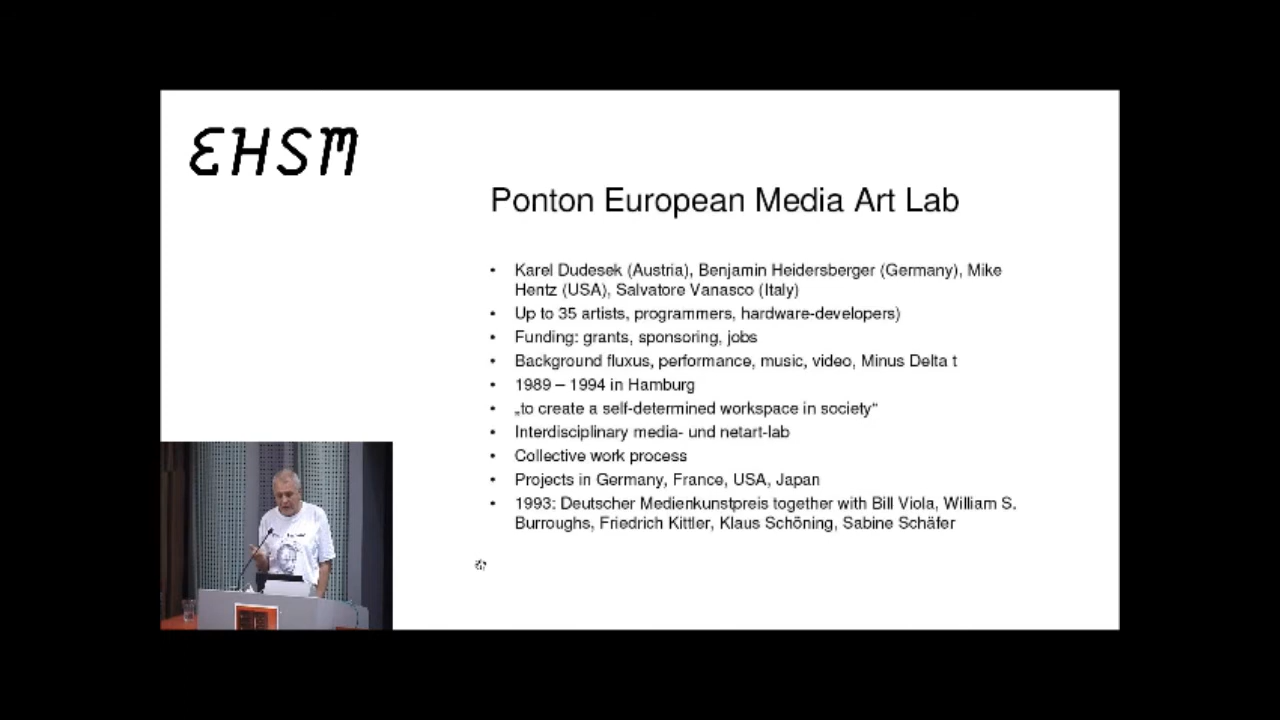 EHSM
Ponton European Media Art Lab
• Karel Dudesek (Austria), Benjamin Heidersberger (Germany), Mike
Hentz (USA), Salvatore Vanasco (Italy)
• Up to 35 artists, programmers, hardware-developers)
• Funding: grants, sponsoring, jobs
• Background fluxus, performance, music, video, Minus Delta t
• 1989 – 1994 in Hamburg
• „to create a self-determined workspace in society“
• Interdisciplinary media- und netart-lab
• Collective work process
• Projects in Germany, France, USA, Japan
• 1993: Deutscher Medienkunstpreis together with Bill Viola, William S.
Burroughs, Friedrich Kittler, Klaus Schöning, Sabine Schäfer